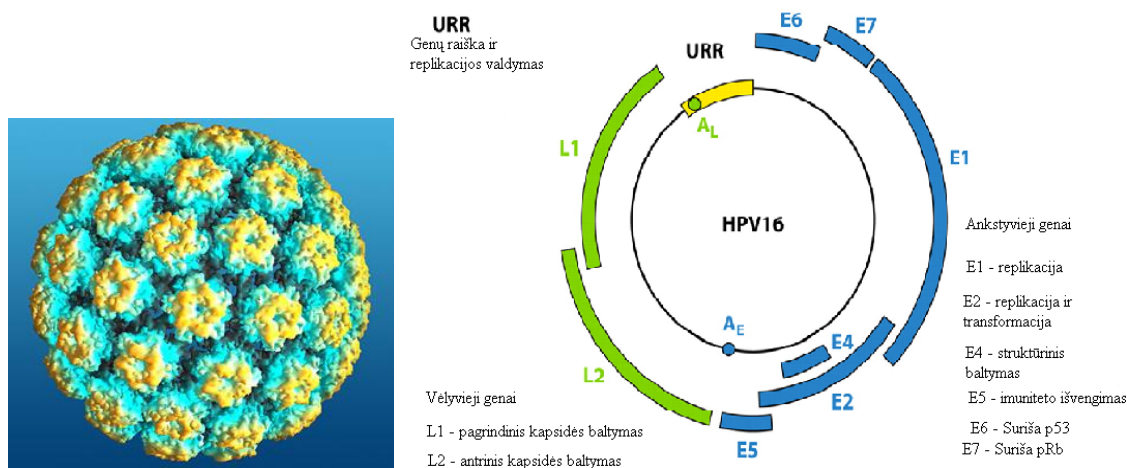 URR
Genų raiška ir
replikacijos valdymas
E6
E7
URR
A_L
L1
E1
HPV16
Ankstyvieji genai
E1 - replikacija
E2 - replikacija ir
transformacija
A_E
E4
E4 - struktūrinis
baltymas
L2
E2
E5
Vėlyvieji genai
L1 - pagrindinis kapsidės baltymas
L2 - antrinis kapsidės baltymas
E5 - imuniteto išvengimas
E6 - Suriša p53
E7 - Suriša pRb